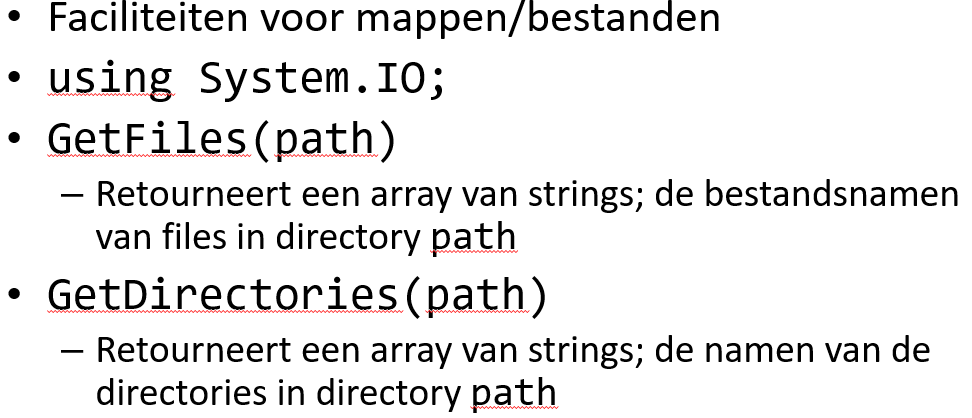 • Faciliteiten voor mappen/bestanden
• using System.IO;
• GetFiles(path)
– Retourneert een array van strings; de bestandsnamen
van files in directory path
• GetDirectories(path)
– Retourneert een array van strings; de namen van de
directories in directory path